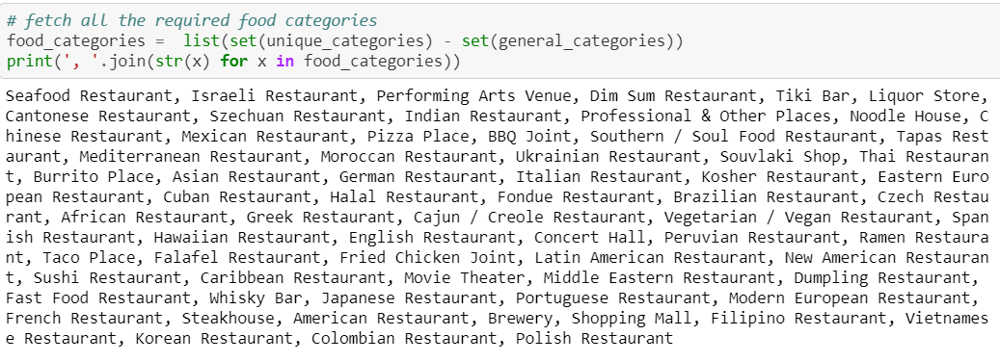 # fetch all the required food categories
food_categories =  list(set(unique_categories) - set(general_categories))
print(', '.join(str(x) for x in food_categories))
Seafood Restaurant, Israeli Restaurant, Performing Arts Venue, Dim Sum Restaurant, Tiki Bar, Liquor Store,
Cantonese Restaurant, Szechuan Restaurant, Indian Restaurant, Professional & Other Places, Noodle House, C
hinese Restaurant, Mexican Restaurant, Pizza Place, BBQ Joint, Southern / Soul Food Restaurant, Tapas Rest
aurant, Mediterranean Restaurant, Moroccan Restaurant, Ukrainian Restaurant, Souvlaki Shop, Thai Restauran
t, Burrito Place, Asian Restaurant, German Restaurant, Italian Restaurant, Kosher Restaurant, Eastern Euro
pean Restaurant, Cuban Restaurant, Halal Restaurant, Fondue Restaurant, Brazilian Restaurant, Czech Restau
rant, African Restaurant, Greek Restaurant, Cajun / Creole Restaurant, Vegetarian / Vegan Restaurant, Span
ish Restaurant, Hawaiian Restaurant, English Restaurant, Concert Hall, Peruvian Restaurant, Ramen Restaura
nt, Taco Place, Falafel Restaurant, Fried Chicken Joint, Latin American Restaurant, New American Restauran
t, Sushi Restaurant, Caribbean Restaurant, Movie Theater, Middle Eastern Restaurant, Dumpling Restaurant,
Fast Food Restaurant, Whisky Bar, Japanese Restaurant, Portuguese Restaurant, Modern European Restaurant,
French Restaurant, Steakhouse, American Restaurant, Brewery, Shopping Mall, Filipino Restaurant, Vietnames
e Restaurant, Korean Restaurant, Colombian Restaurant, Polish Restaurant